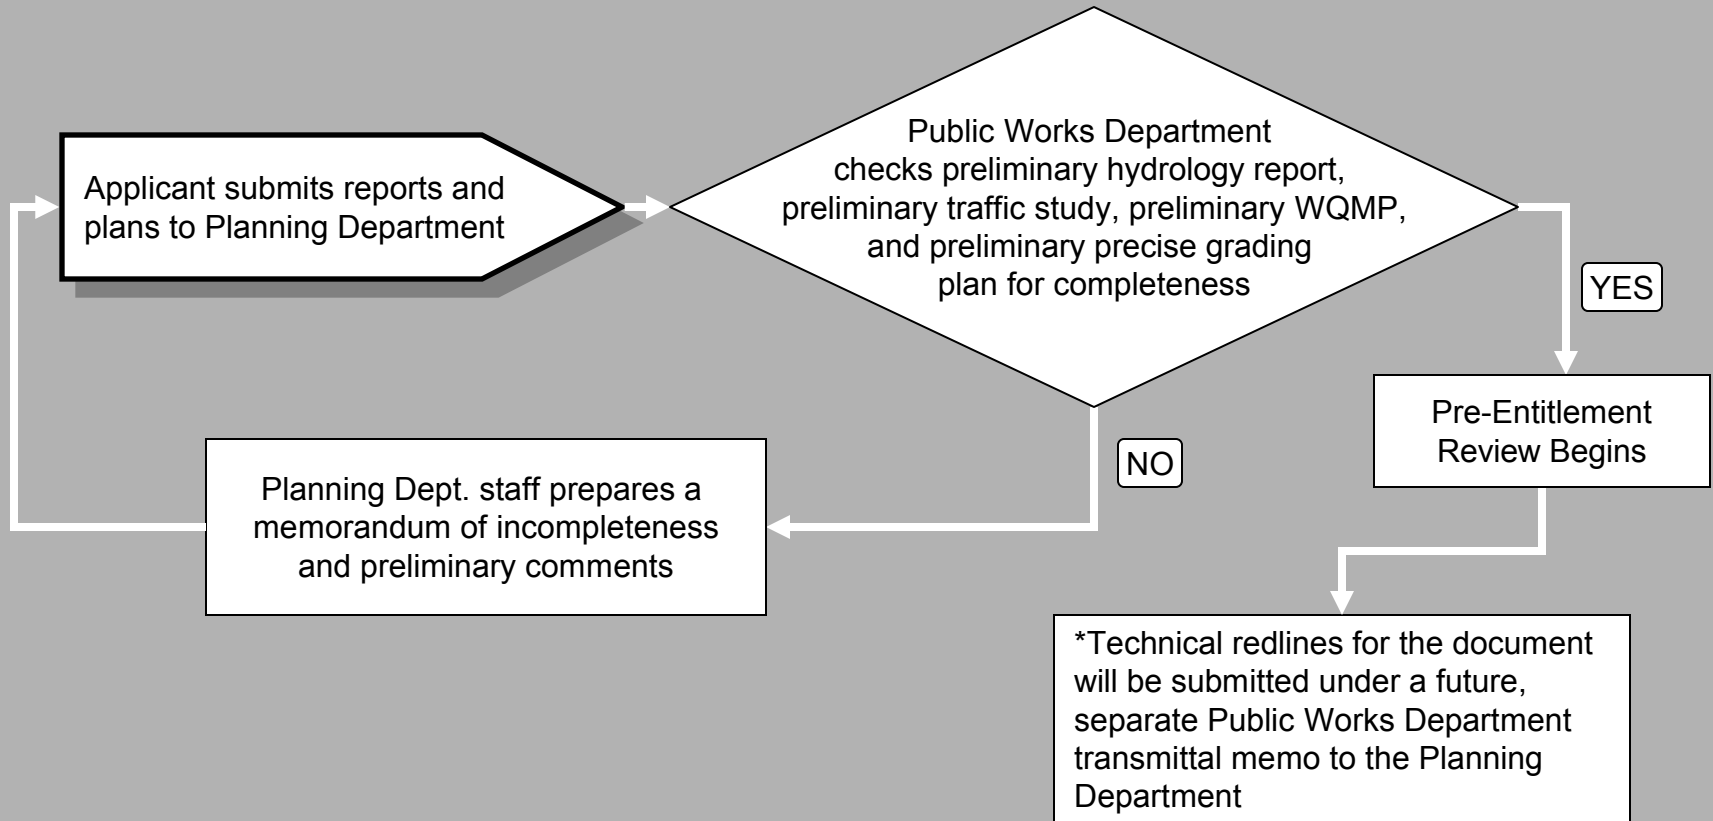 Applicant submits reports and
plans to Planning Department
Public Works Department
checks preliminary hydrology report,
preliminary traffic study, preliminary WQMP,
and preliminary precise grading
plan for completeness
YES
NO
Pre-Entitlement
Review Begins
Planning Dept. staff prepares a
memorandum of incompleteness
and preliminary comments
*Technical redlines for the document
will be submitted under a future,
separate Public Works Department
transmittal memo to the Planning
Department